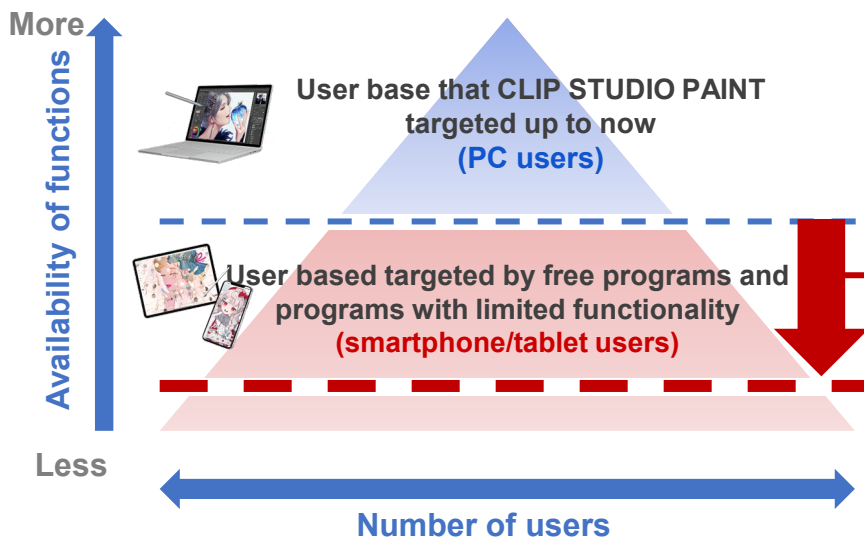 More
Availability of functions
User base that CLIP STUDIO PAINT
targeted up to now
(PC users)
User based targeted by free programs and
programs with limited functionality
(smartphone/tablet users)
Less
Number of users